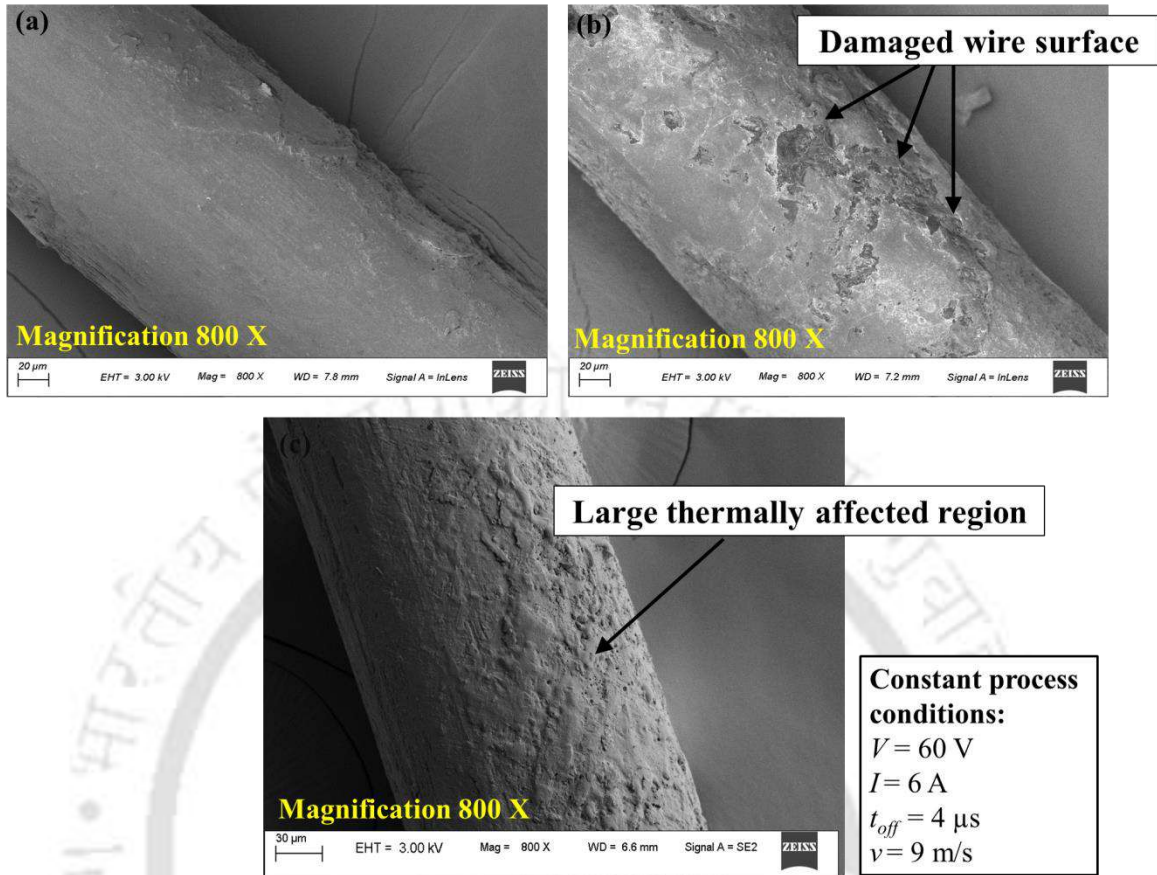 (a)
Magnification 800 X
20 µm
EHT = 3.00 kV
Mag = 800 X
WD = 7.8 mm
Signal A = InLens
ZEISS
(b)
Damaged wire surface
Magnification 800 X
20 µm
EHT = 3.00 kV
Mag = 800 X
WD = 7.2 mm
Signal A = InLens
ZEISS
(c)
Large thermally affected region
Magnification 800 X
30 µm
EHT = 3.00 kV
Mag = 800 X
WD = 6.6 mm
Signal A = SE2
ZEISS
Constant process
conditions:
V = 60 V
I = 6 A
t_off = 4 µs
v = 9 m/s